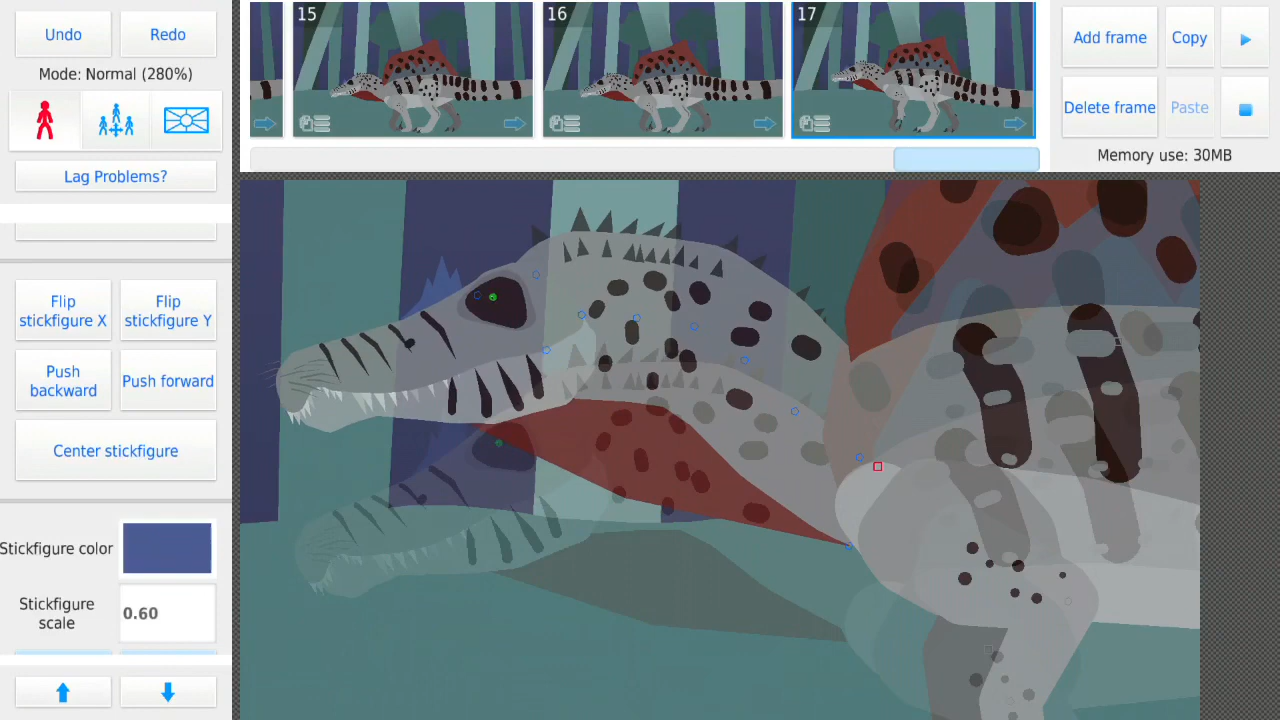 Undo
Redo
Mode: Normal (280%)
Lag Problems?
Flip
stickfigure X
Flip
stickfigure Y
Push
backward
Push forward
Center stickfigure
Stickfigure color
Stickfigure
scale
0.60
15
16
17
Add frame
Copy
Delete frame
Paste
Memory use: 30MB